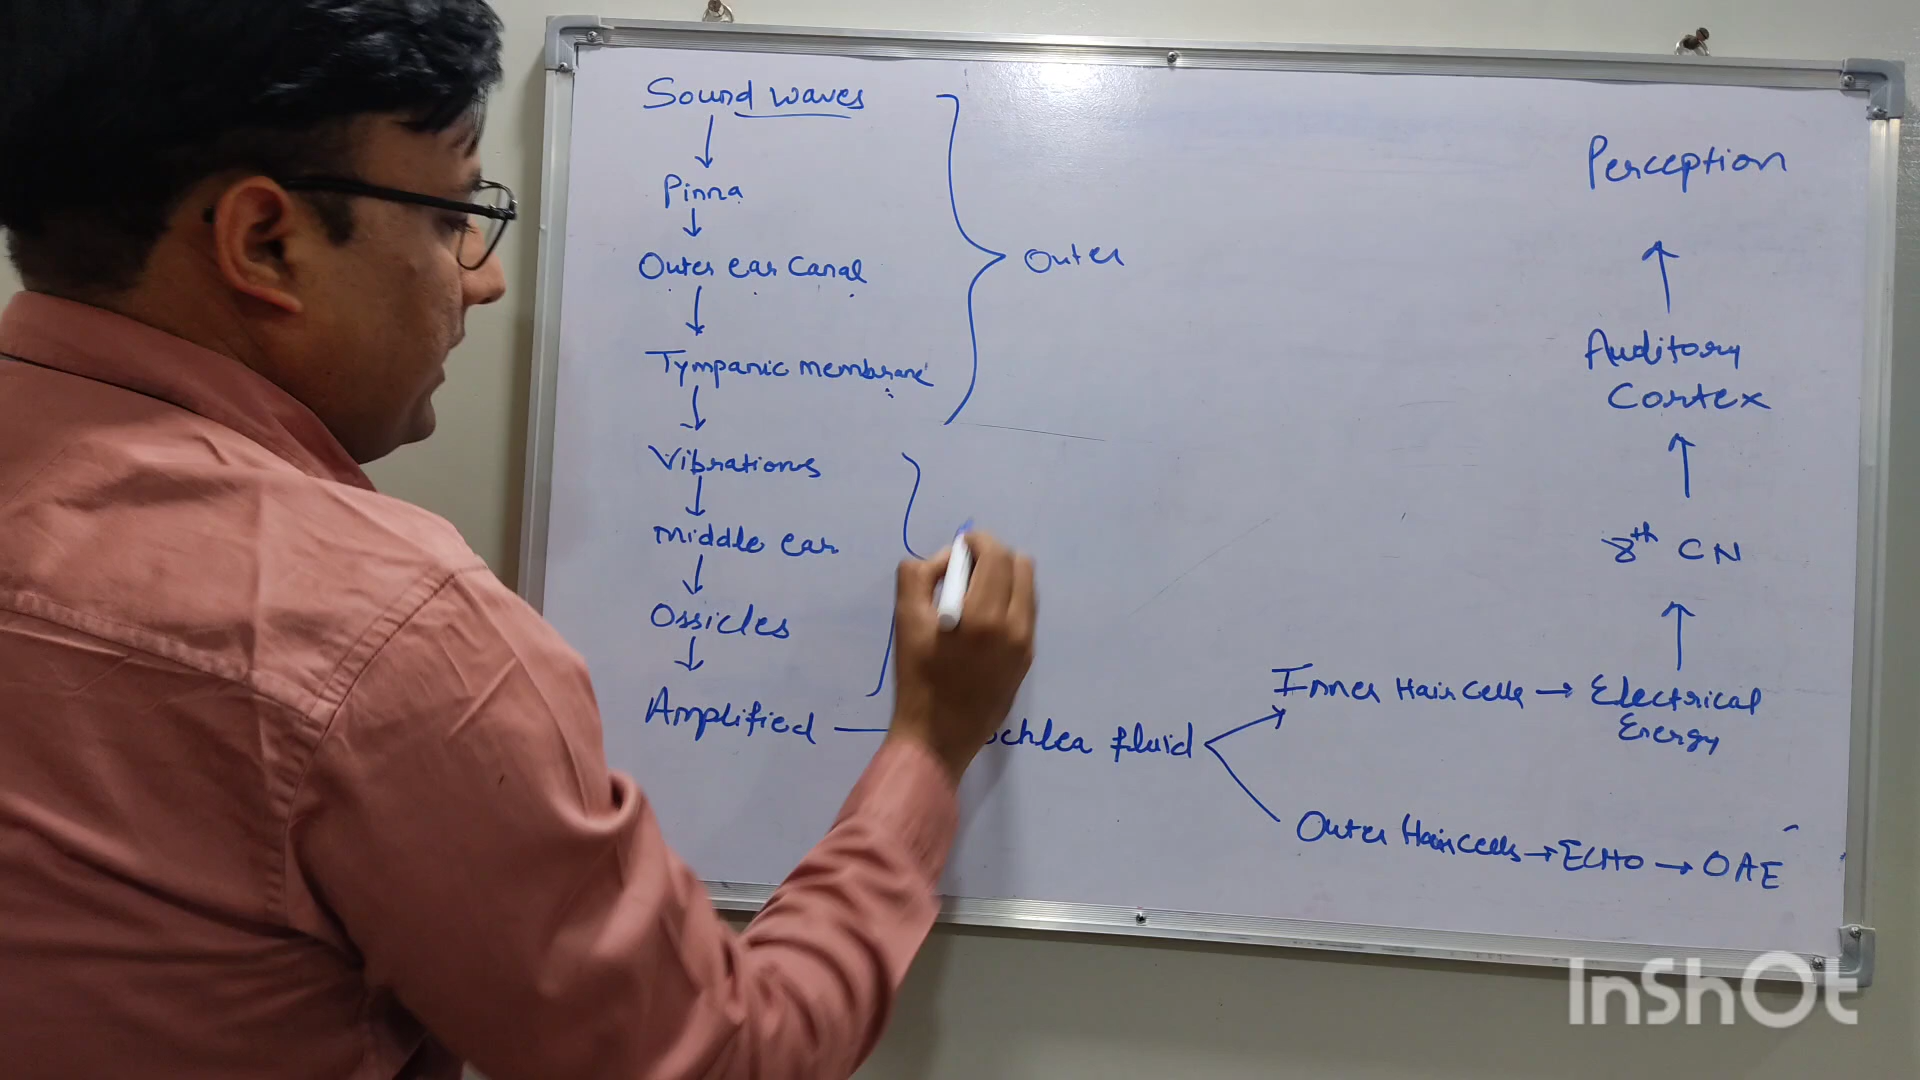 Sound waves
Pinna
Outer ear Canal
Tympanic membrane
Outer
Vibrations
Middle ear
Ossicles
Amplified
fluid
Inner Hair Cells → Electrical
Energy
Outer Hair Cells → ECHO → OAE
8th CN
Auditory
Cortex
Perception
InShOt